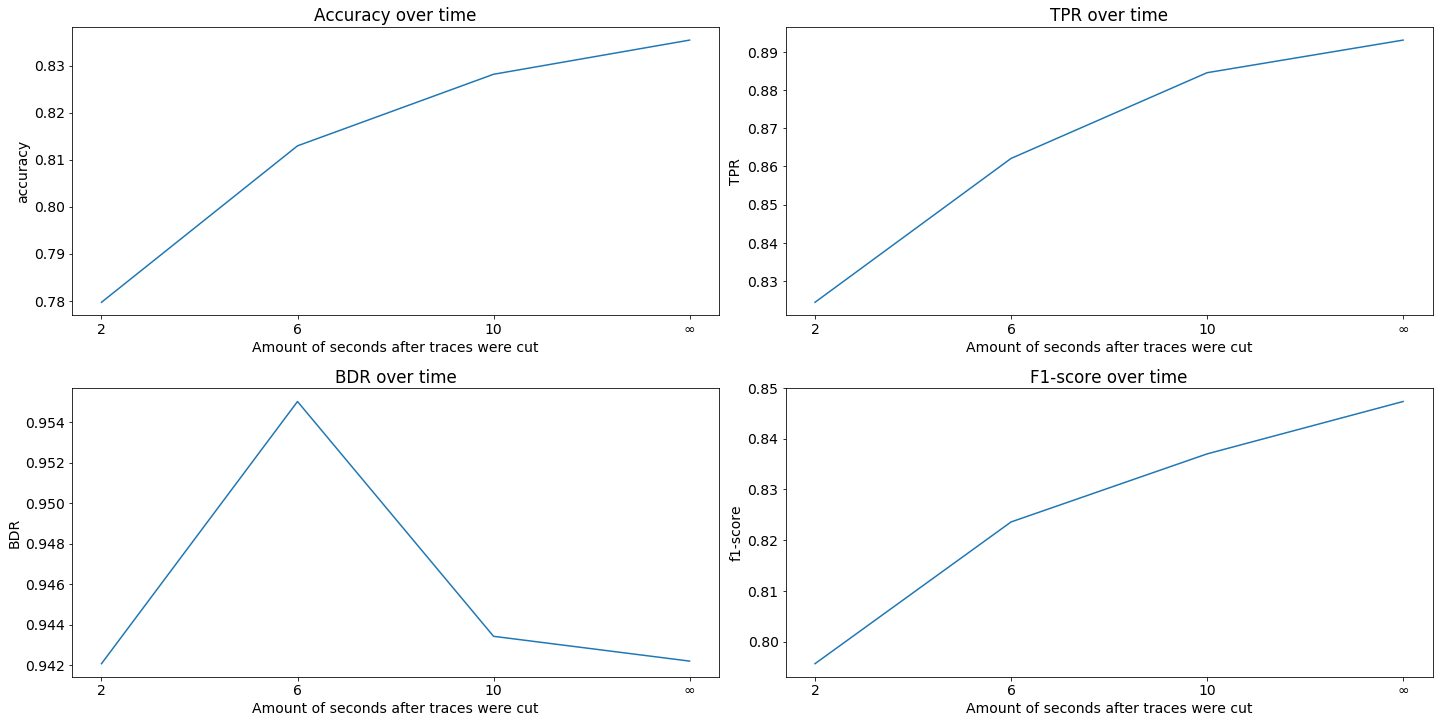 Accuracy over time
0.83
0.82
0.81
0.80
0.79
0.78
accuracy
2 6 10 ∞
Amount of seconds after traces were cut
TPR over time
0.89
0.88
0.87
0.86
0.85
0.84
0.83
TPR
2 6 10 ∞
Amount of seconds after traces were cut
BDR over time
0.954
0.952
0.950
0.948
0.946
0.944
0.942
BDR
2 6 10 ∞
Amount of seconds after traces were cut
F1-score over time
0.85
0.84
0.83
0.82
0.81
0.80
f1-score
2 6 10 ∞
Amount of seconds after traces were cut